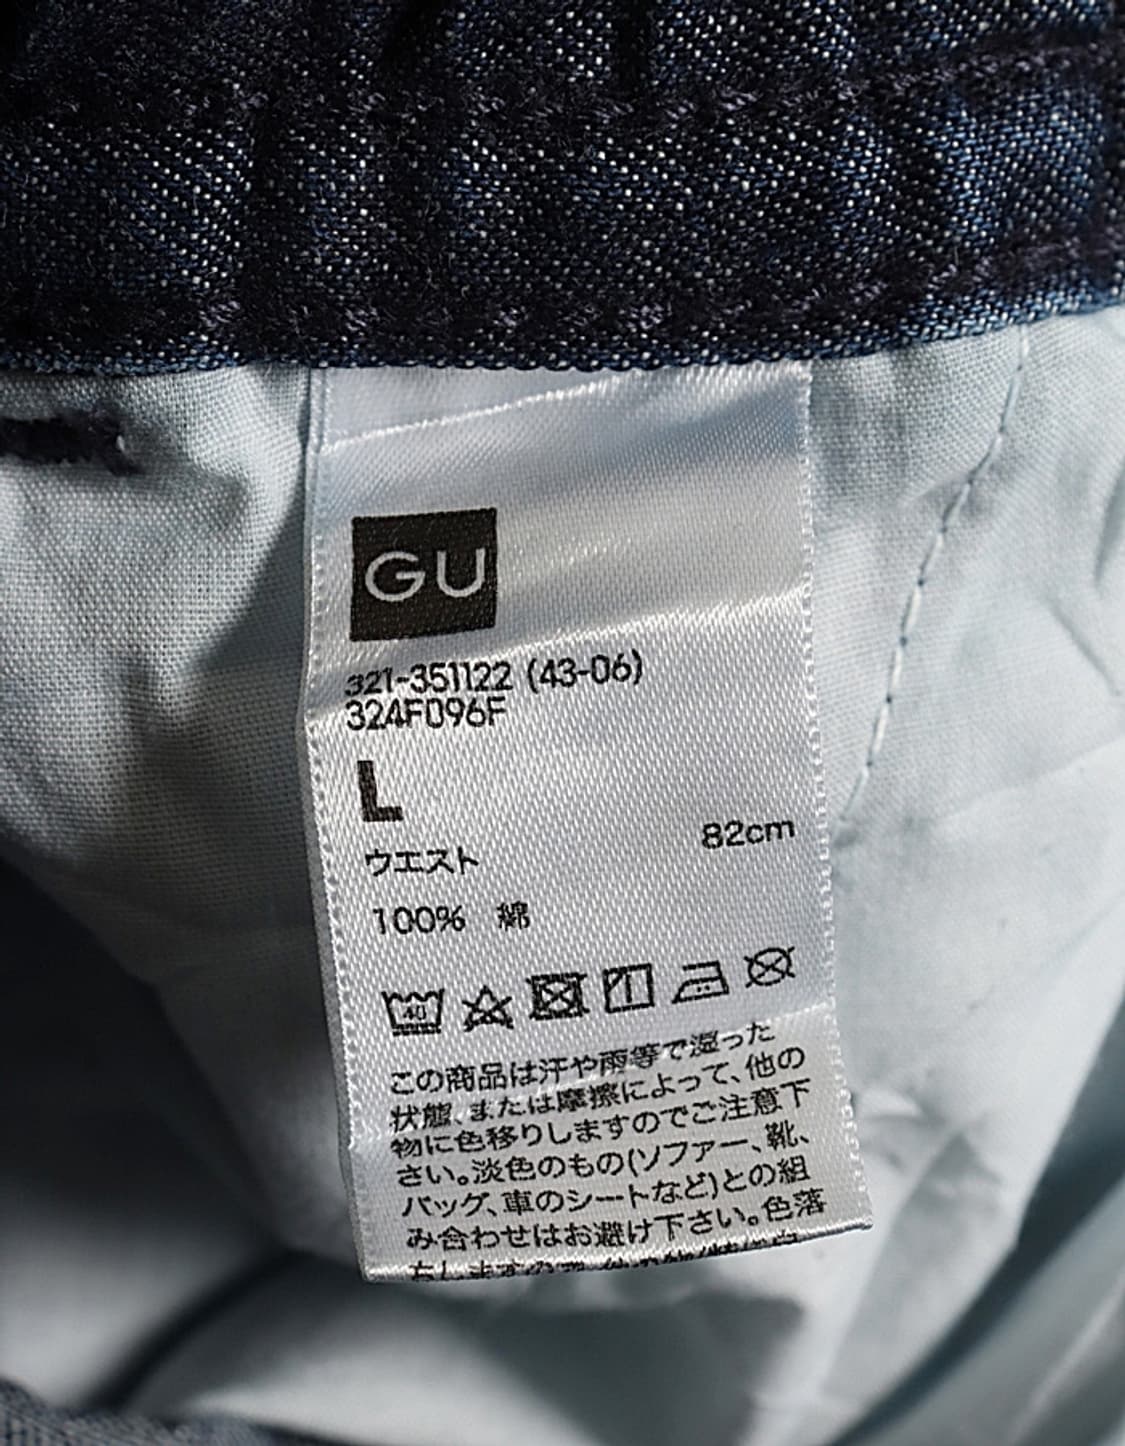 GU
321-351122 (43-06)
324F096F
L
ウエスト 82cm
100% 綿
40
この商品は汗や雨等で湿った
状態、または摩擦によって、他の
物に色移りしますのでご注意下
さい。淡色のもの(ソファー、靴、
バッグ、車のシートなど)との組
み合わせはお避け下さい。色落